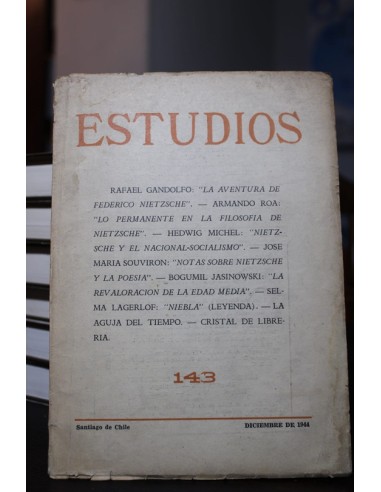 ESTUDIOS
RAFAEL GANDOLFO: "LA AVENTURA DE
FEDERICO NIETZSCHE". — ARMANDO ROA:
"LO PERMANENTE EN LA FILOSOFIA DE
NIETZSCHE". — HEDWIG MICHEL: "NIETZ-
SCHE Y EL NACIONAL-SOCIALISMO". — JOSE
MARIA SOUVIRON: "NOTAS SOBRE NIETZSCHE
Y LA POESIA". — BOGUMIL JASINOWSKI: "LA
REVALORACION DE LA EDAD MEDIA". — SEL-
MA LAGERLOF: "NIEBLA" (LEYENDA). — LA
AGUJA DEL TIEMPO. — CRISTAL DE LIBRE-
RIA.
143
Santiago de Chile DICIEMBRE DE 1944